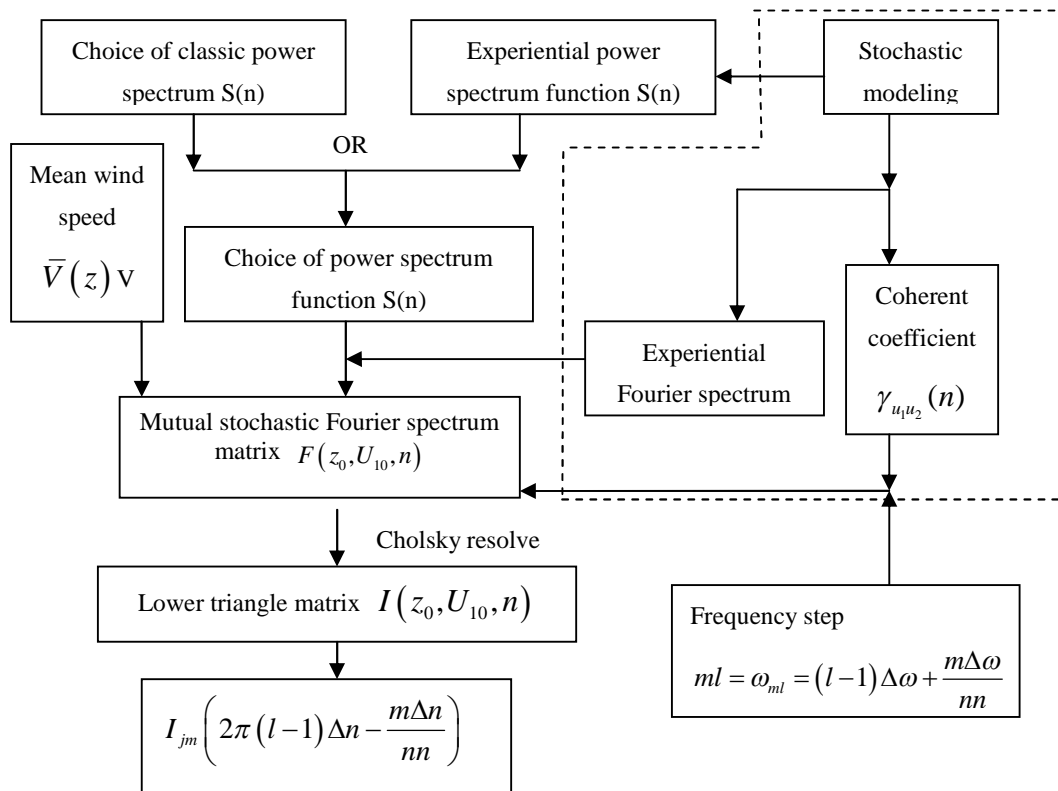 Choice of classic power
spectrum S(n)
Experiential power
spectrum function S(n)
Stochastic
modeling
OR
Mean wind
speed
V̄(z) V
Choice of power spectrum
function S(n)
Coherent
coefficient
γ_{u₁u₂}(n)
Experiential
Fourier spectrum
Mutual stochastic Fourier spectrum
matrix F(z₀,U₁₀,n)
Cholsky resolve
Lower triangle matrix I(z₀,U₁₀,n)
Frequency step
ml = ω_{ml} = (l−1)Δω + mΔω/nn
I_{jm}(2π(l−1)Δn − mΔn/nn)